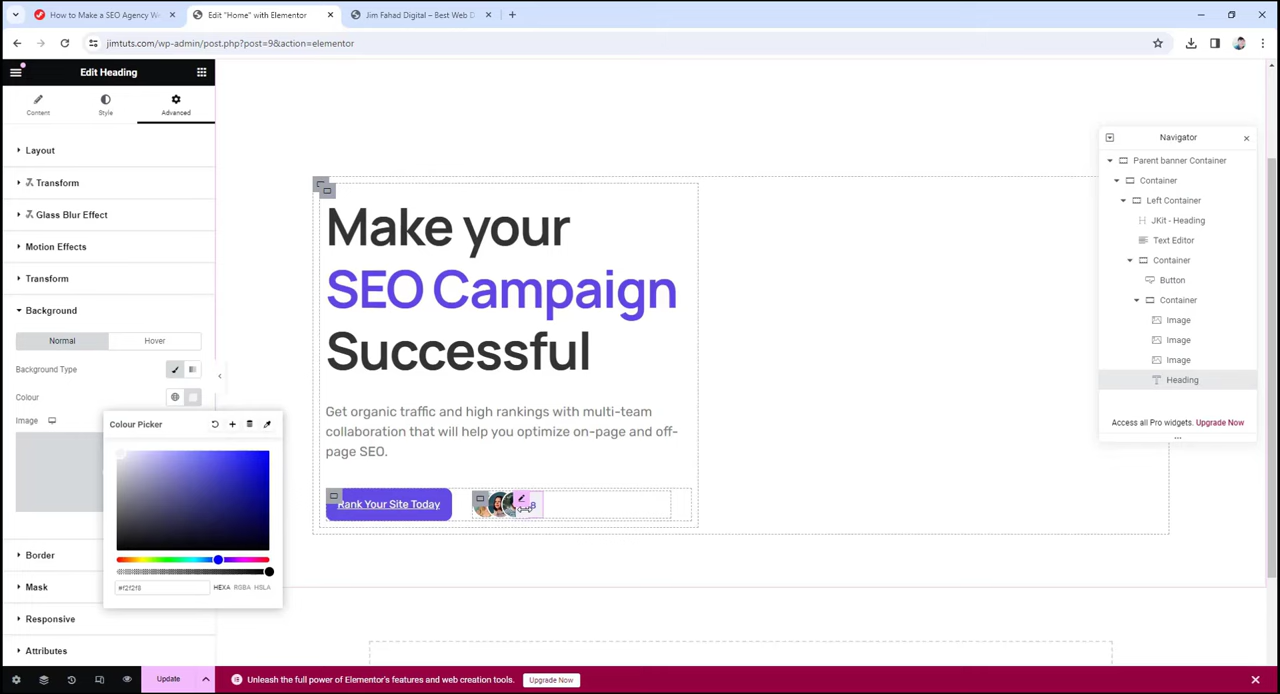 How to Make a SEO Agency W
Edit "Home" with Elementor
Jim Fahad Digital – Best Web D
jimtuts.com/wp-admin/post.php?post=9&action=elementor
Edit Heading
Content
Style
Advanced
Layout
Transform
Glass Blur Effect
Motion Effects
Transform
Background
Normal
Hover
Background Type
Colour
Image
Colour Picker
#f2f2f8
HEXA
RGBA
HSLA
Border
Mask
Responsive
Attributes
Update
Make your
SEO Campaign
Successful
Get organic traffic and high rankings with multi-team
collaboration that will help you optimize on-page and off-
page SEO.
Rank Your Site Today
Navigator
Parent banner Container
Container
Left Container
JKit - Heading
Text Editor
Container
Button
Container
Image
Image
Image
Heading
Access all Pro widgets. Upgrade Now
Unleash the full power of Elementor's features and web creation tools.
Upgrade Now